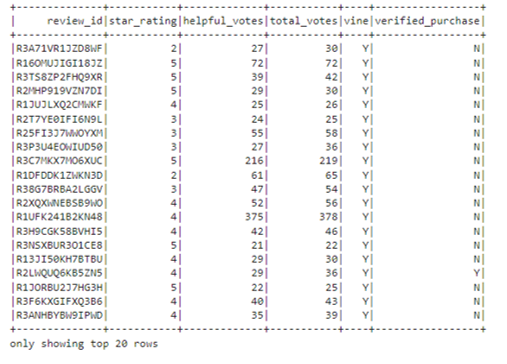 +--------------+-----------+-------------+-----------+----+-----------------+
|     review_id|star_rating|helpful_votes|total_votes|vine|verified_purchase|
+--------------+-----------+-------------+-----------+----+-----------------+
|R3A71VR1JZD8WF|          2|           27|         30|   Y|                N|
|R16OMUJIGI18JZ|          5|           72|         72|   Y|                N|
|R3TS8ZP2FHQ9XR|          5|           39|         42|   Y|                N|
|R2MHP919VZN7DI|          5|           29|         30|   Y|                N|
|R1JUJLXQ2CMWKF|          4|           25|         26|   Y|                N|
|R2T7YE0IFI6N9L|          3|           24|         25|   Y|                N|
|R25FI3J7WWOYXM|          3|           55|         58|   Y|                N|
|R3P3U4EOWIUD50|          3|           27|         36|   Y|                N|
|R3C7MKX7MO6XUC|          5|          216|        219|   Y|                N|
|R1DFDDK1ZWKN3D|          2|           61|         65|   Y|                N|
|R38G7BRBA2LGGV|          3|           47|         54|   Y|                N|
|R2XQXWNEBSB9WO|          4|           52|         56|   Y|                N|
|R1UFK241B2KN48|          4|          375|        378|   Y|                N|
|R3H9CGK58BVHI5|          4|           42|         46|   Y|                N|
|R3NSXBUR3O1CE8|          5|           21|         22|   Y|                N|
|R13JI50KH7BTBU|          4|           29|         30|   Y|                N|
|R2LWQUQ6KB5ZN5|          4|           29|         36|   Y|                Y|
|R1JORBU2J7HG3H|          5|           22|         25|   Y|                N|
|R3F6KXGIFXQ3B6|          4|           40|         43|   Y|                N|
|R3ANHBYBW9IPWD|          4|           35|         39|   Y|                N|
+--------------+-----------+-------------+-----------+----+-----------------+
only showing top 20 rows